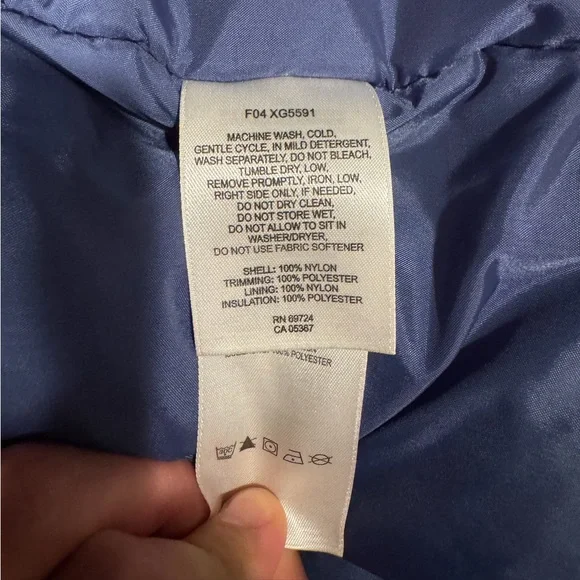 F04 XG5591
MACHINE WASH, COLD,
GENTLE CYCLE, IN MILD DETERGENT,
WASH SEPARATELY, DO NOT BLEACH,
TUMBLE DRY, LOW,
REMOVE PROMPTLY, IRON, LOW,
RIGHT SIDE ONLY, IF NEEDED,
DO NOT DRY CLEAN,
DO NOT STORE WET,
DO NOT ALLOW TO SIT IN
WASHER/DRYER,
DO NOT USE FABRIC SOFTENER
SHELL: 100% NYLON
TRIMMING: 100% POLYESTER
LINING: 100% NYLON
INSULATION: 100% POLYESTER
RN 69724
CA 05367
100% POLYESTER